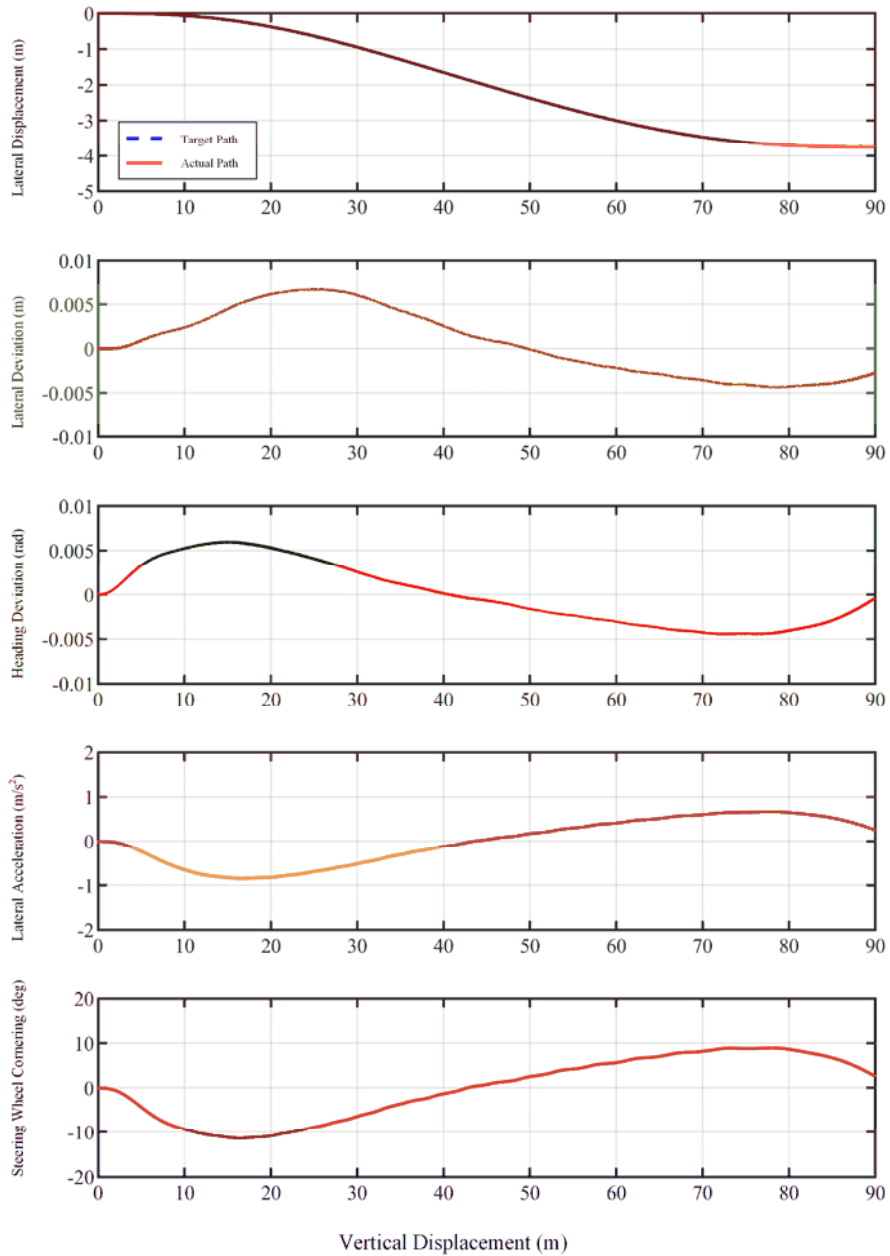 Lateral Displacement (m)
0
-1
-2
-3
-4
-5
Target Path
Actual Path
0 10 20 30 40 50 60 70 80 90
Lateral Deviation (m)
0.01
0.005
0
-0.005
-0.01
0 10 20 30 40 50 60 70 80 90
Heading Deviation (rad)
0.01
0.005
0
-0.005
-0.01
0 10 20 30 40 50 60 70 80 90
Lateral Acceleration (m/s²)
2
1
0
-1
-2
0 10 20 30 40 50 60 70 80 90
Steering Wheel Cornering (deg)
20
10
0
-10
-20
0 10 20 30 40 50 60 70 80 90
Vertical Displacement (m)